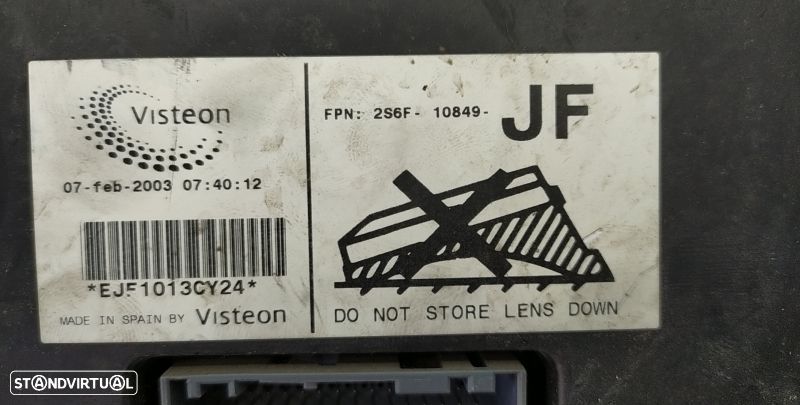 Visteon
07-feb-2003 07:40:12
*EJF1013CY24*
MADE IN SPAIN BY Visteon
FPN: 2S6F- 10849- JF
DO NOT STORE LENS DOWN
STANDVIRTUAL